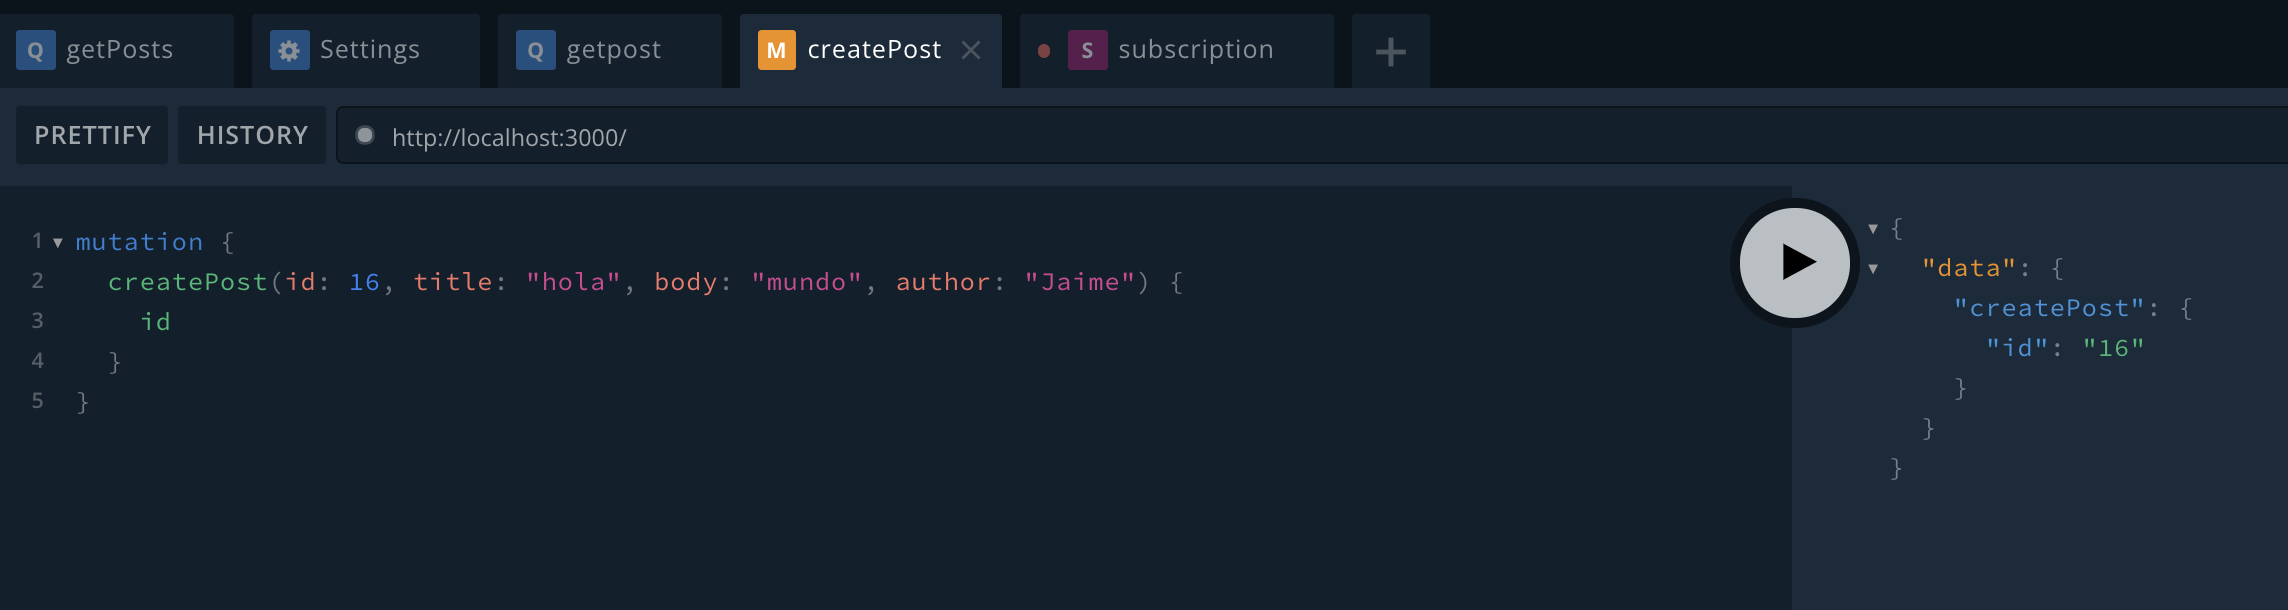 Q getPosts Settings Q getpost M createPost S subscription
PRETTIFY HISTORY http://localhost:3000/
1 mutation {
2 createPost(id: 16, title: "hola", body: "mundo", author: "Jaime") {
3 id
4 }
5 }
{
"data": {
"createPost": {
"id": "16"
}
}
}